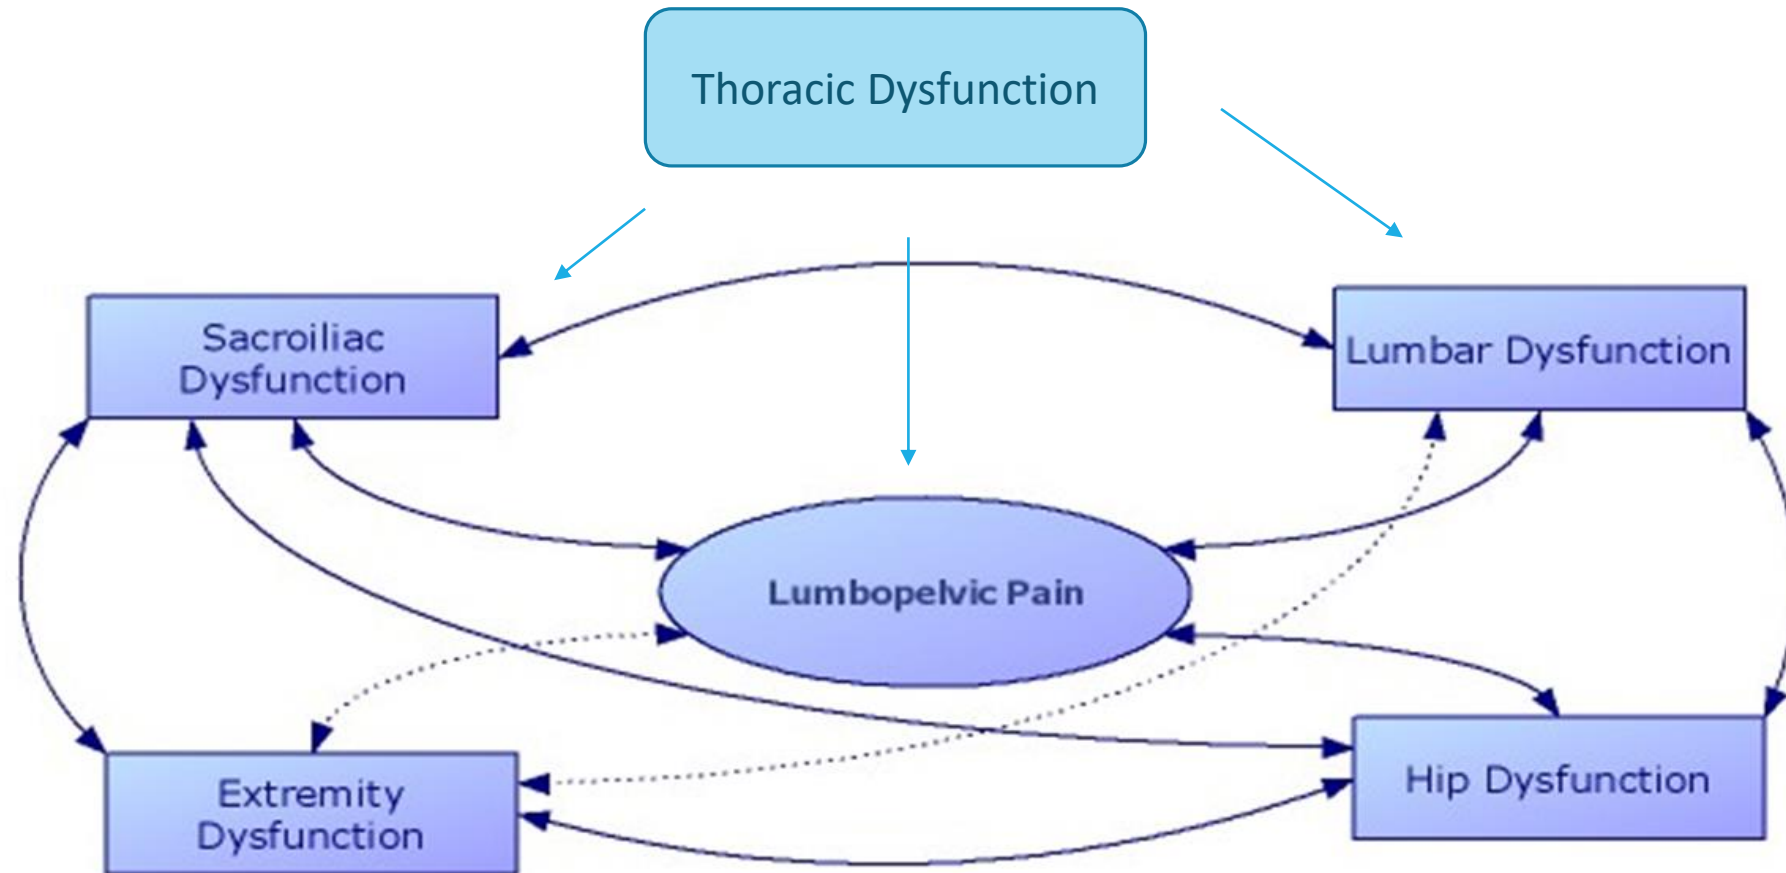 Thoracic Dysfunction
Sacroiliac
Dysfunction
Lumbar Dysfunction
Lumbopelvic Pain
Extremity
Dysfunction
Hip Dysfunction